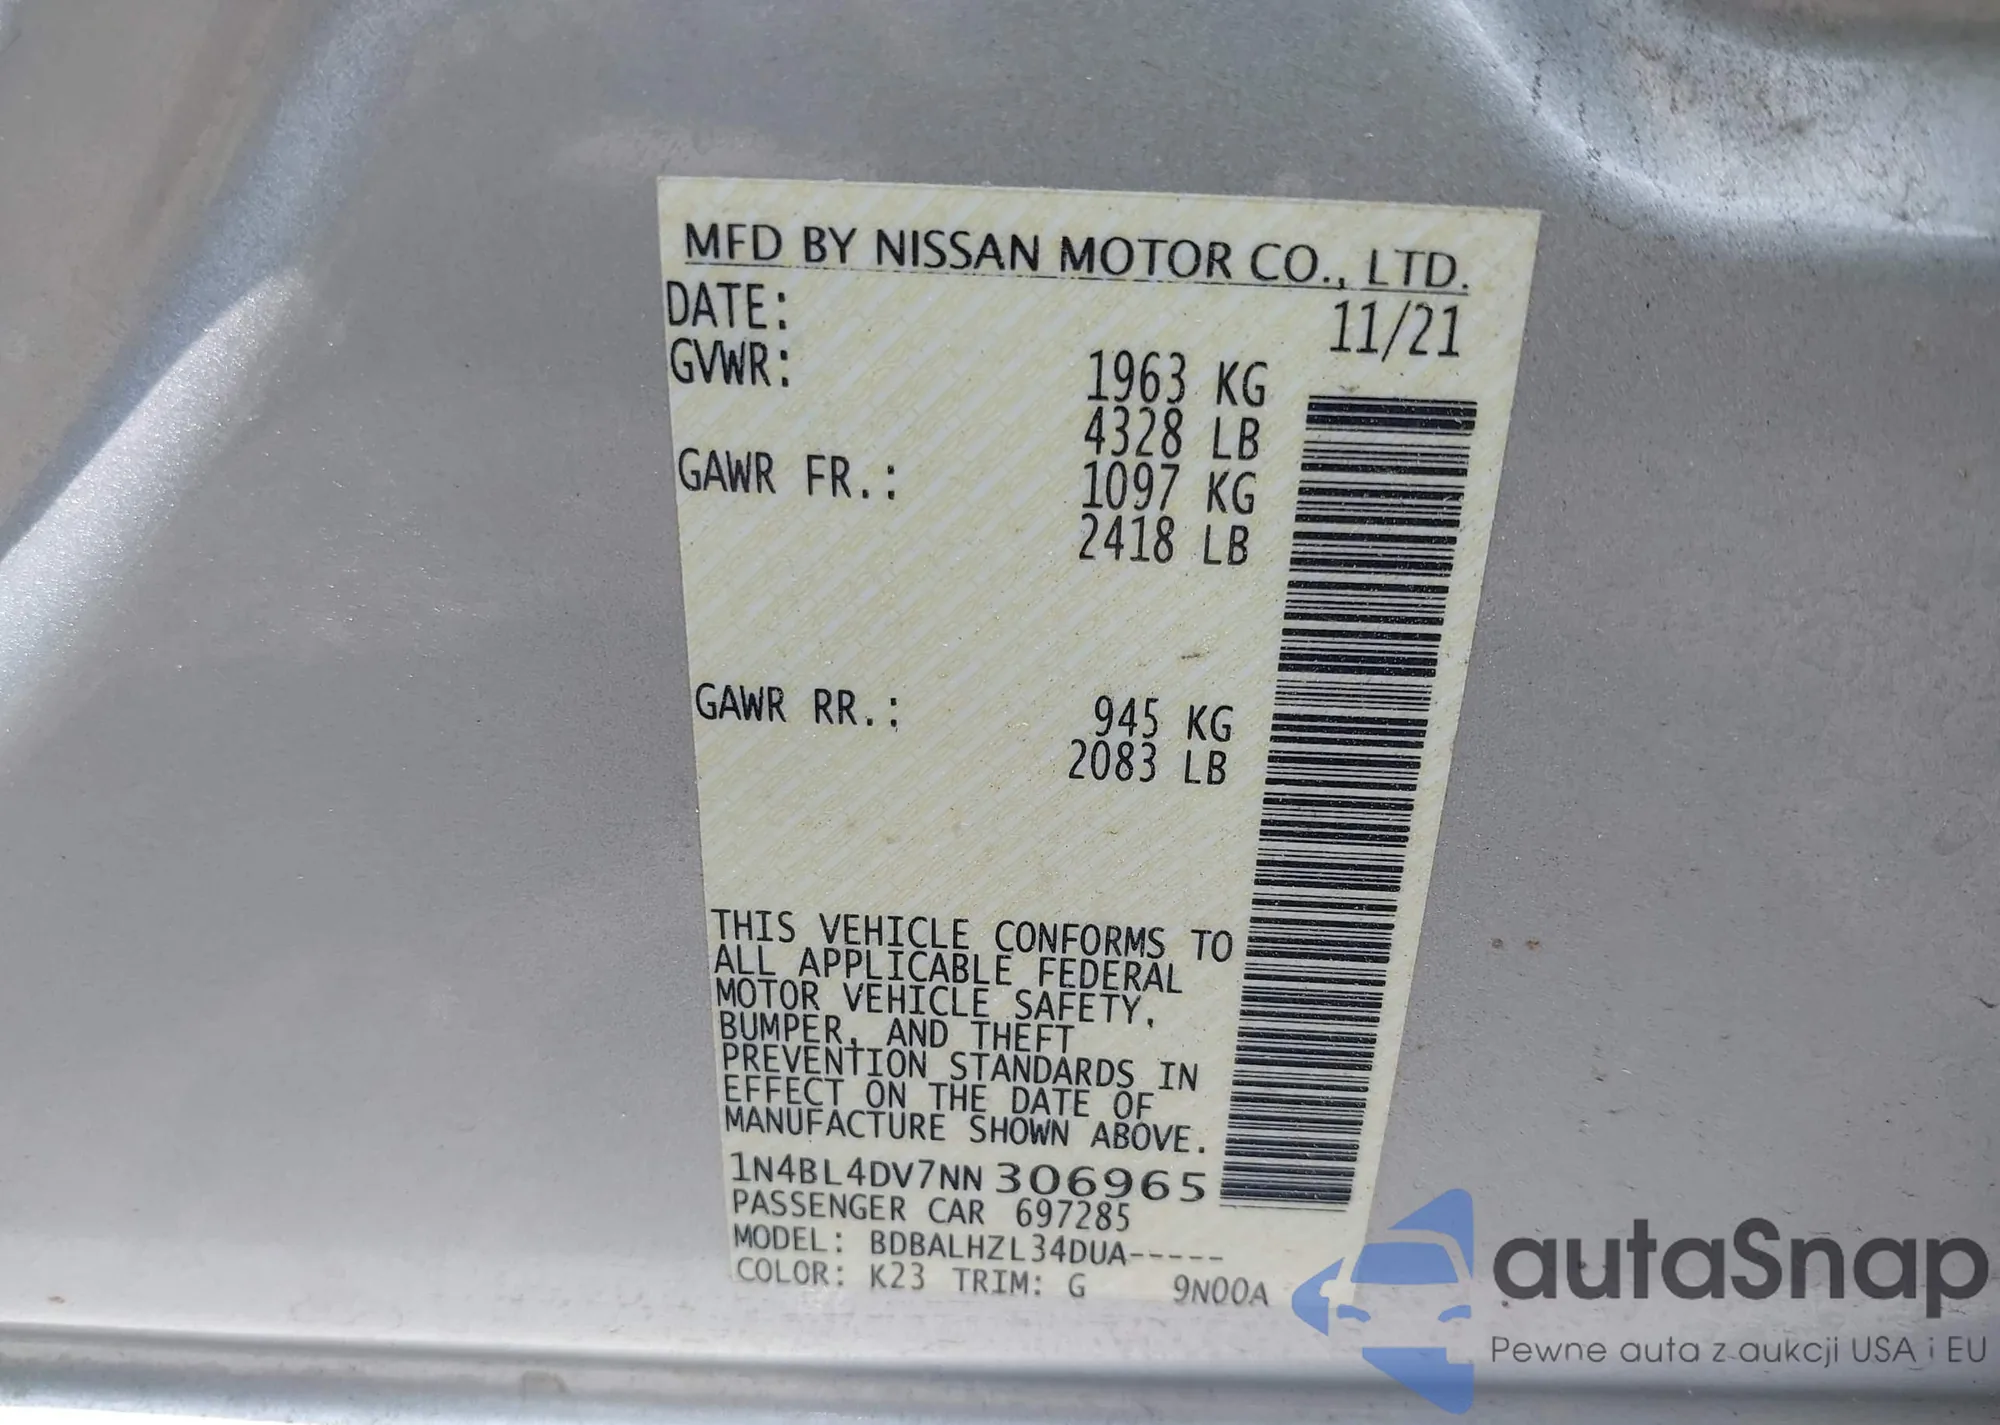 MFD BY NISSAN MOTOR CO., LTD.
DATE: 11/21
GVWR: 1963 KG
4328 LB
GAWR FR.: 1097 KG
2418 LB
GAWR RR.: 945 KG
2083 LB
THIS VEHICLE CONFORMS TO
ALL APPLICABLE FEDERAL
MOTOR VEHICLE SAFETY,
BUMPER, AND THEFT
PREVENTION STANDARDS IN
EFFECT ON THE DATE OF
MANUFACTURE SHOWN ABOVE.
1N4BL4DV7NN306965
PASSENGER CAR 697285
MODEL: BDBALHZL34DUA-----
COLOR: K23 TRIM: G 9N00A
autaSnap
Pewne auta z aukcji USA i EU